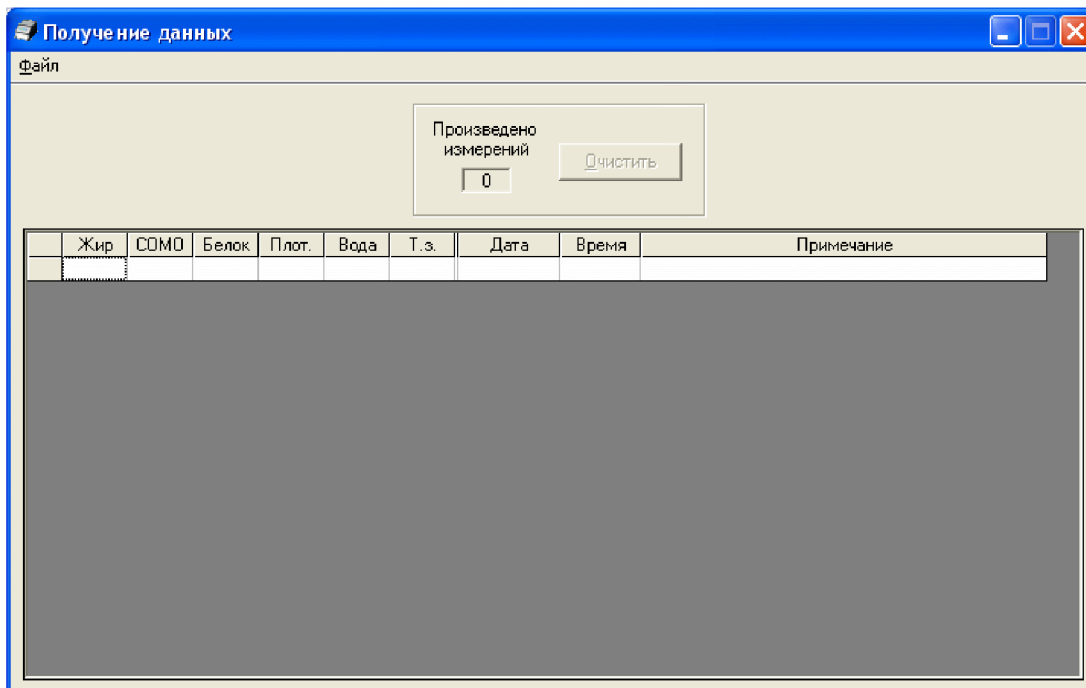 Получение данных
Файл
Произведено
измерений
Очистить
0
Жир СОМО Белок Плот. Вода Т.з. Дата Время Примечание